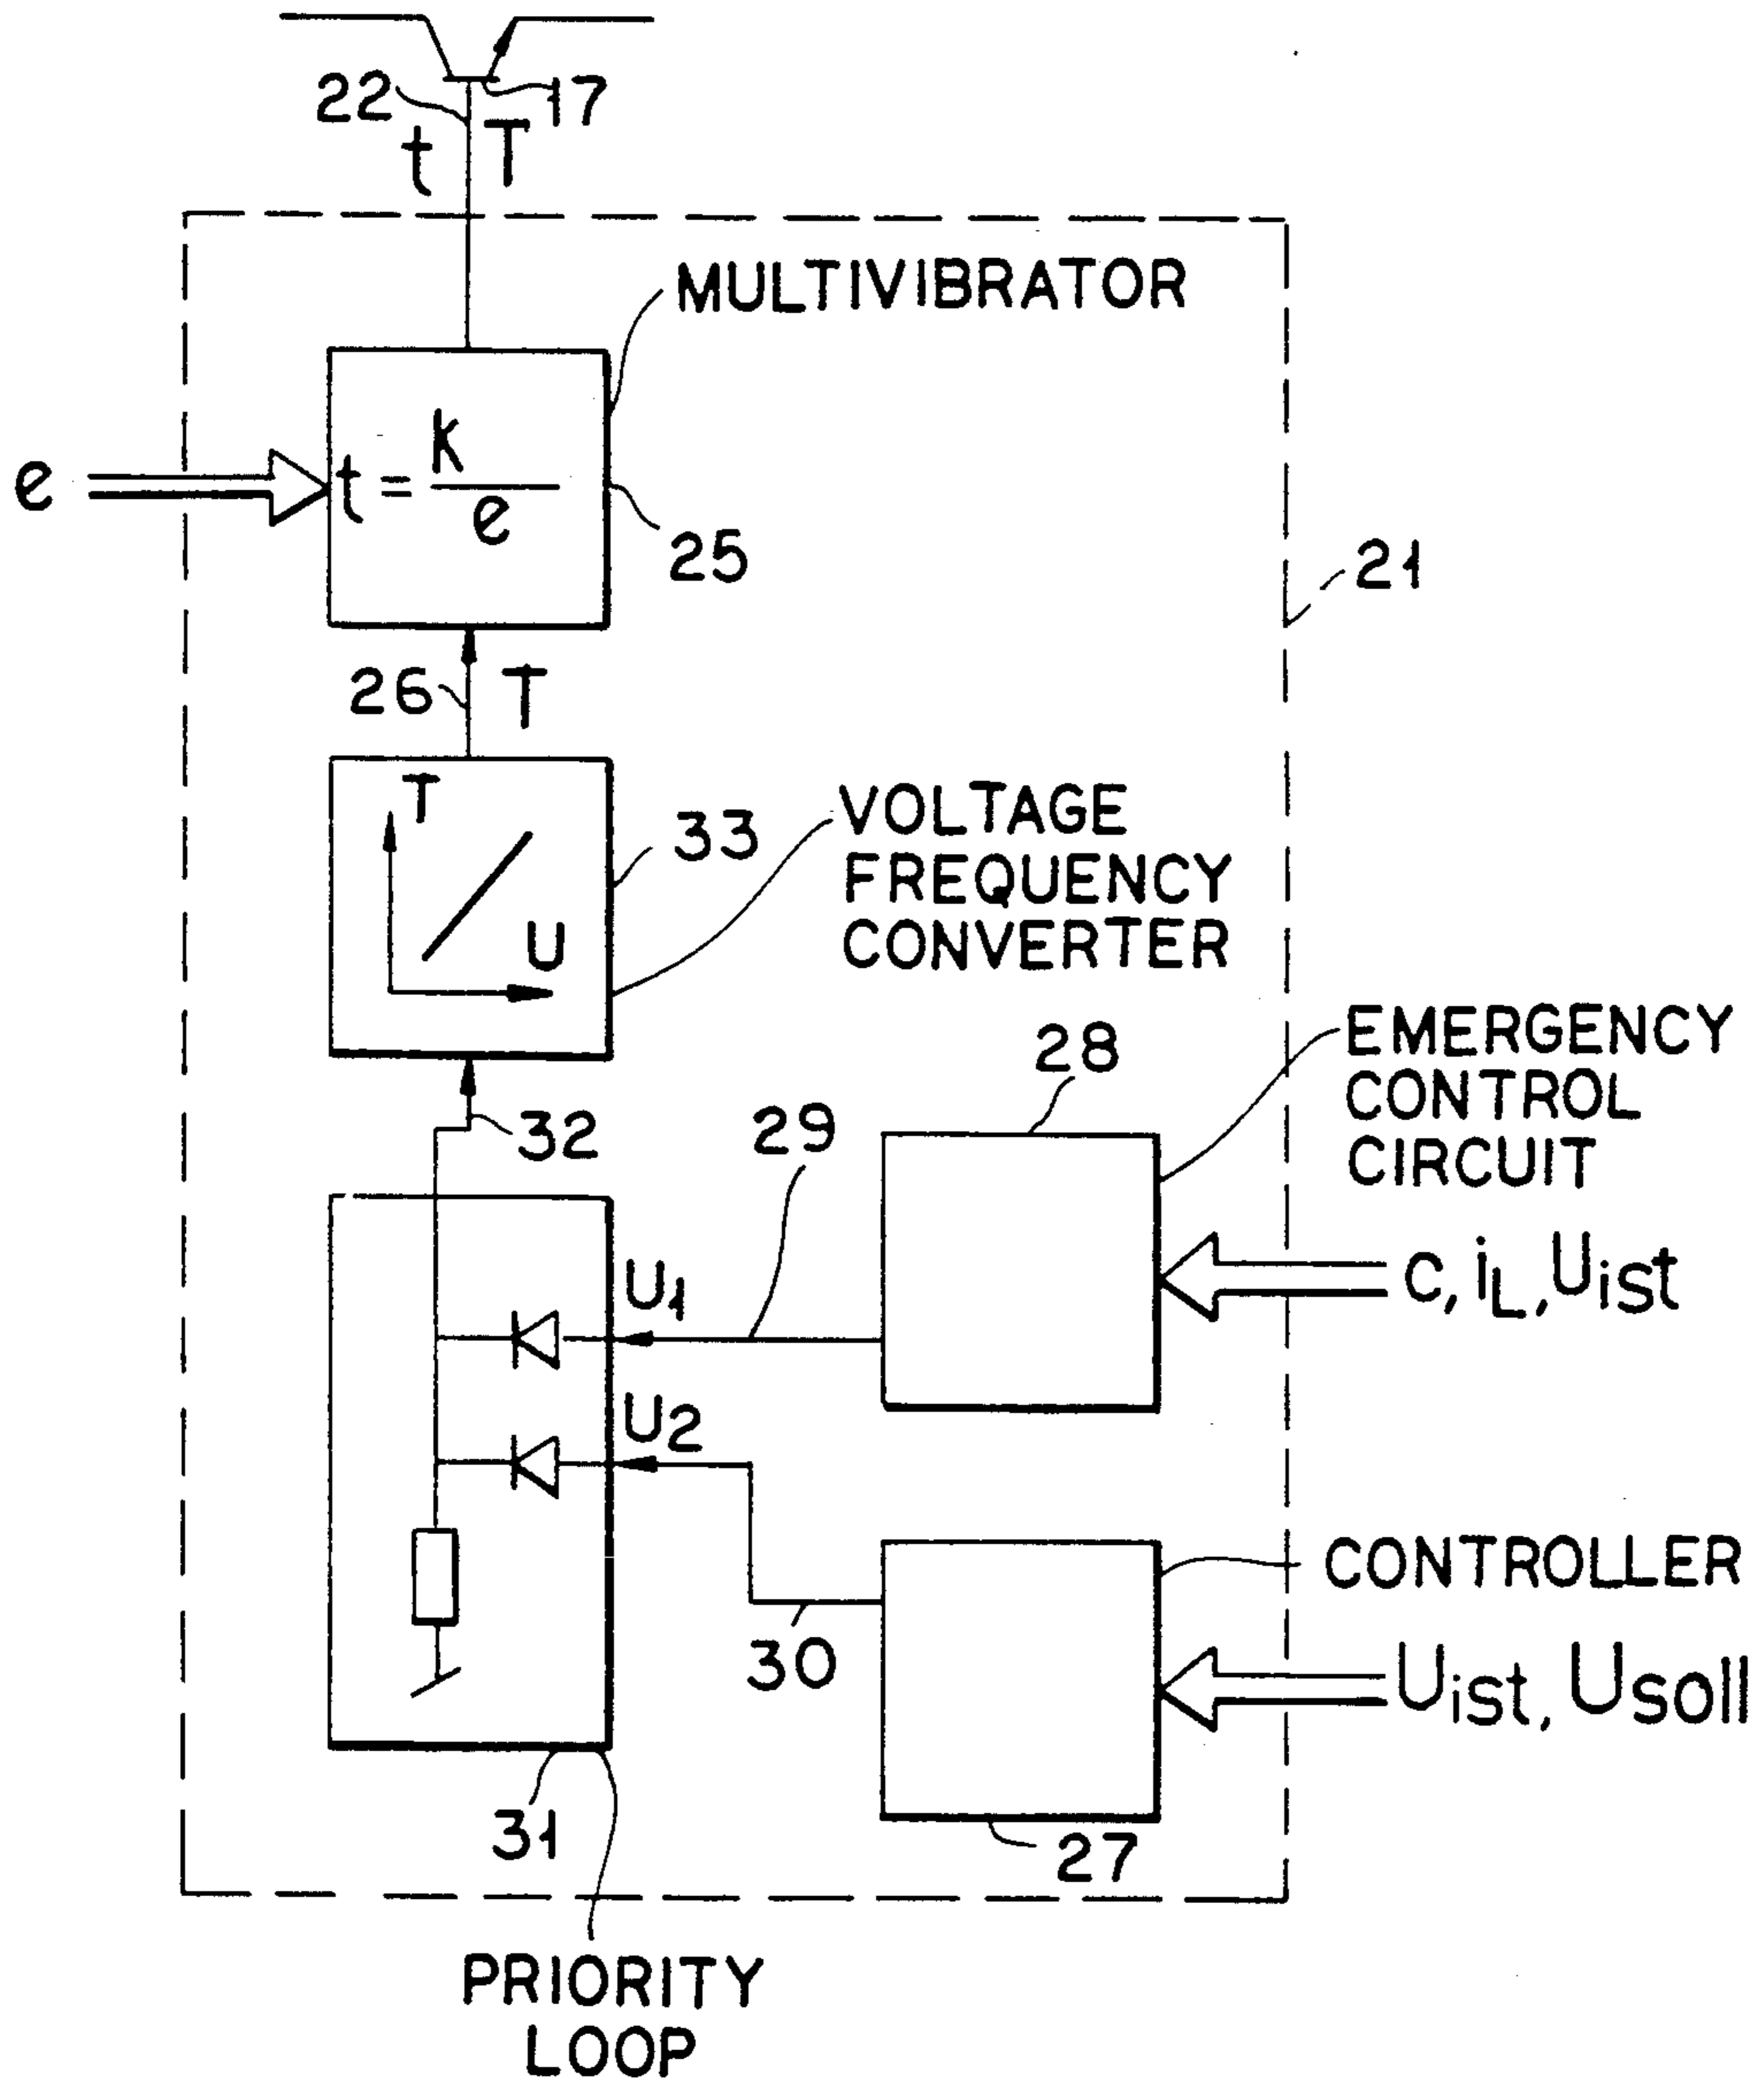 22
17
t
T
MULTIVIBRATOR
e
t = K/e
25
21
26
T
T
U
33
VOLTAGE
FREQUENCY
CONVERTER
28
EMERGENCY
CONTROL
CIRCUIT
32
29
U1
c, iL, Uist
U2
CONTROLLER
30
Uist, Usoll
31
27
PRIORITY
LOOP